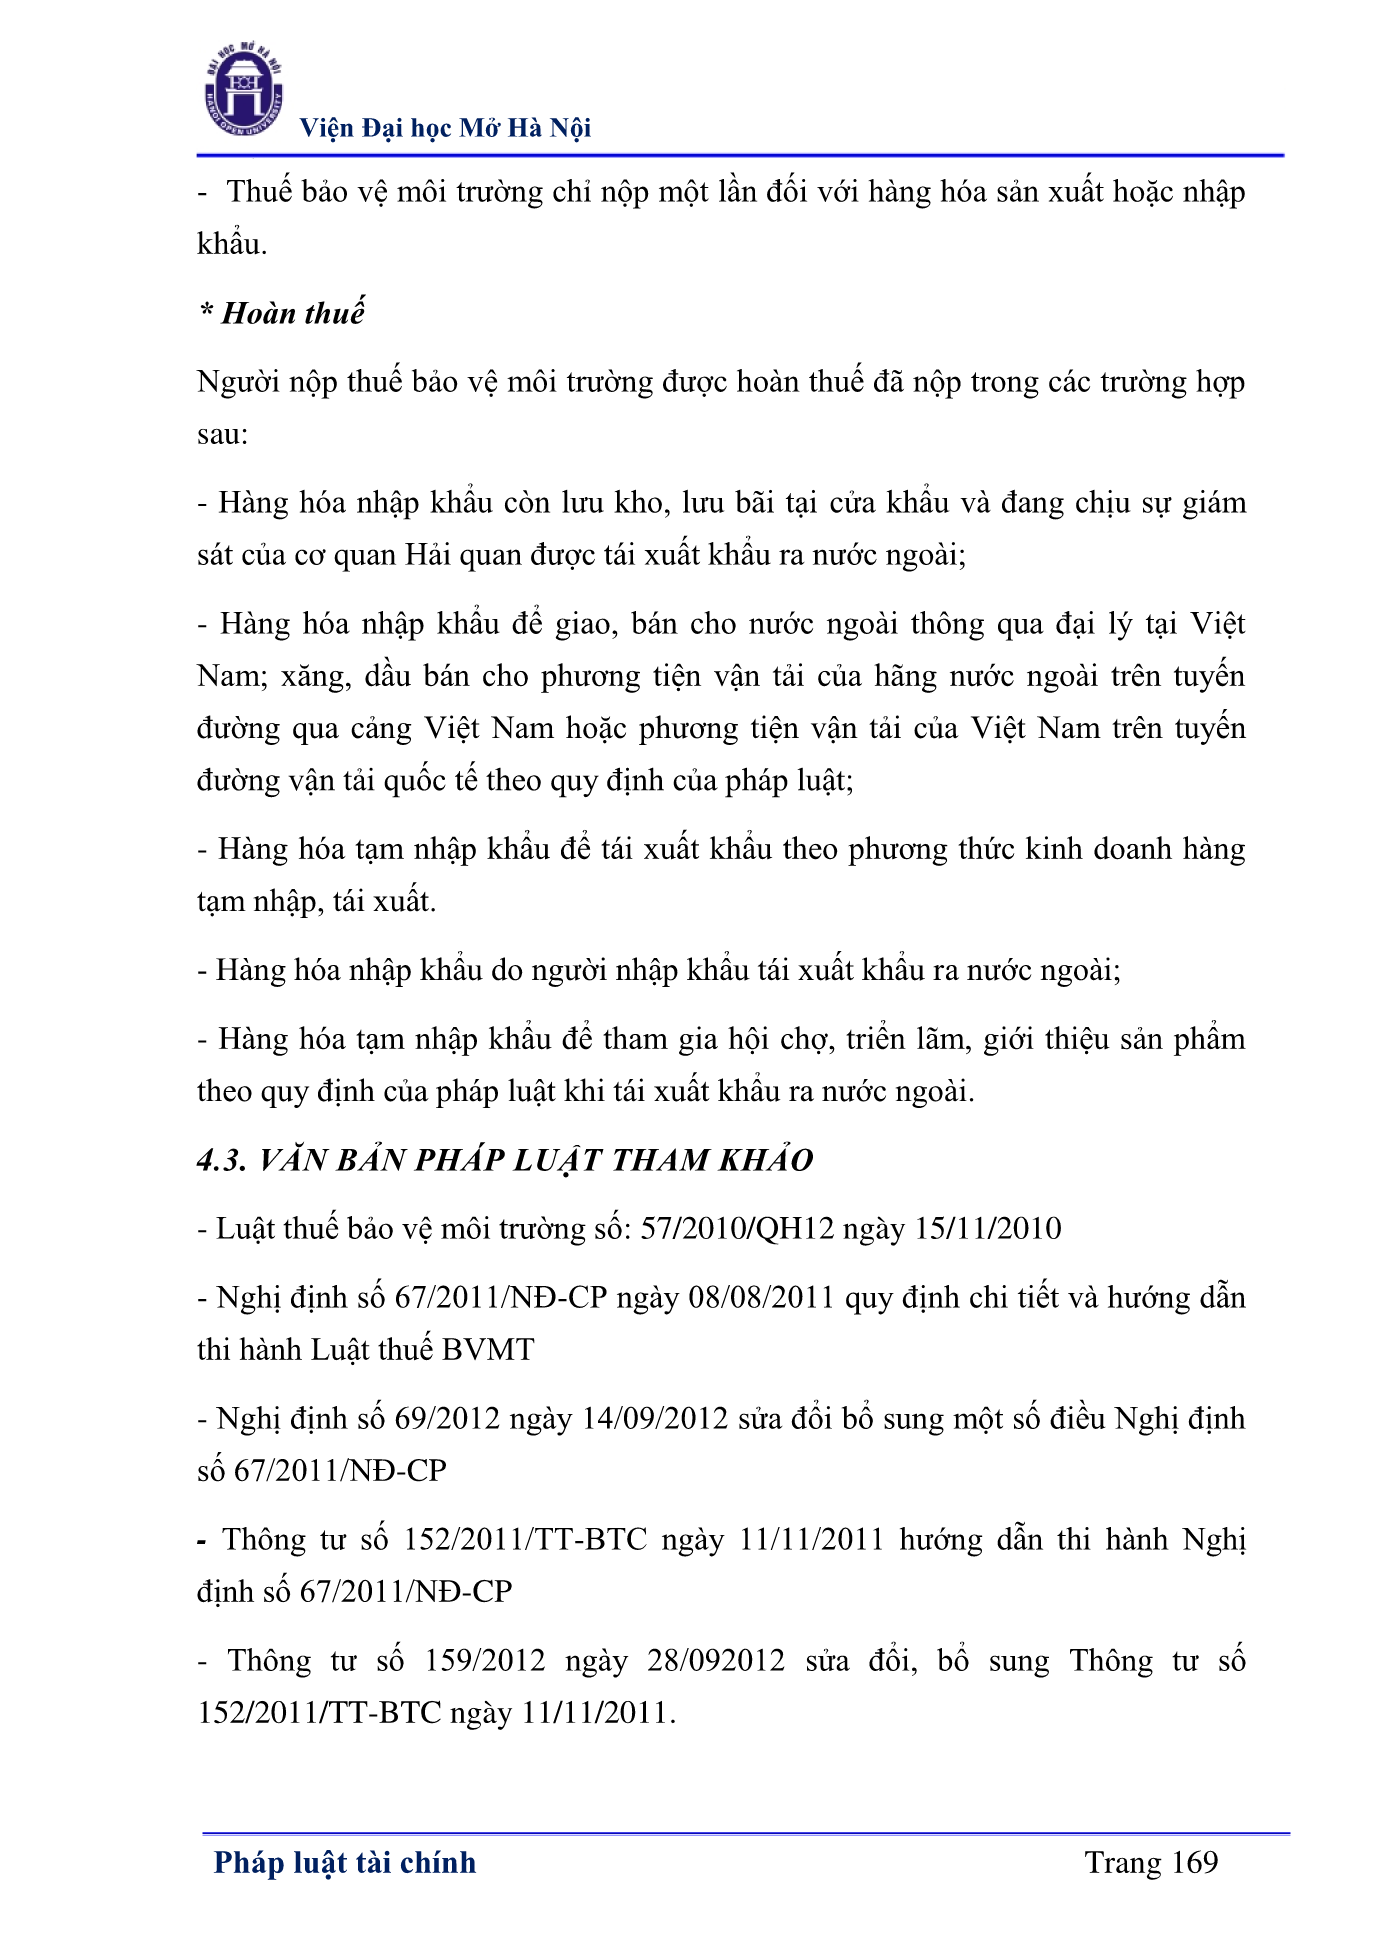 ĐẠI HỌC MỞ HÀ NỘI
HANOI OPEN UNIVERSITY
Viện Đại học Mở Hà Nội
- Thuế bảo vệ môi trường chỉ nộp một lần đối với hàng hóa sản xuất hoặc nhập
khẩu.
* Hoàn thuế
Người nộp thuế bảo vệ môi trường được hoàn thuế đã nộp trong các trường hợp
sau:
- Hàng hóa nhập khẩu còn lưu kho, lưu bãi tại cửa khẩu và đang chịu sự giám
sát của cơ quan Hải quan được tái xuất khẩu ra nước ngoài;
- Hàng hóa nhập khẩu để giao, bán cho nước ngoài thông qua đại lý tại Việt
Nam; xăng, dầu bán cho phương tiện vận tải của hãng nước ngoài trên tuyến
đường qua cảng Việt Nam hoặc phương tiện vận tải của Việt Nam trên tuyến
đường vận tải quốc tế theo quy định của pháp luật;
- Hàng hóa tạm nhập khẩu để tái xuất khẩu theo phương thức kinh doanh hàng
tạm nhập, tái xuất.
- Hàng hóa nhập khẩu do người nhập khẩu tái xuất khẩu ra nước ngoài;
- Hàng hóa tạm nhập khẩu để tham gia hội chợ, triển lãm, giới thiệu sản phẩm
theo quy định của pháp luật khi tái xuất khẩu ra nước ngoài.
4.3. VĂN BẢN PHÁP LUẬT THAM KHẢO
- Luật thuế bảo vệ môi trường số: 57/2010/QH12 ngày 15/11/2010
- Nghị định số 67/2011/NĐ-CP ngày 08/08/2011 quy định chi tiết và hướng dẫn
thi hành Luật thuế BVMT
- Nghị định số 69/2012 ngày 14/09/2012 sửa đổi bổ sung một số điều Nghị định
số 67/2011/NĐ-CP
- Thông tư số 152/2011/TT-BTC ngày 11/11/2011 hướng dẫn thi hành Nghị
định số 67/2011/NĐ-CP
- Thông tư số 159/2012 ngày 28/092012 sửa đổi, bổ sung Thông tư số
152/2011/TT-BTC ngày 11/11/2011.
Pháp luật tài chính Trang 169